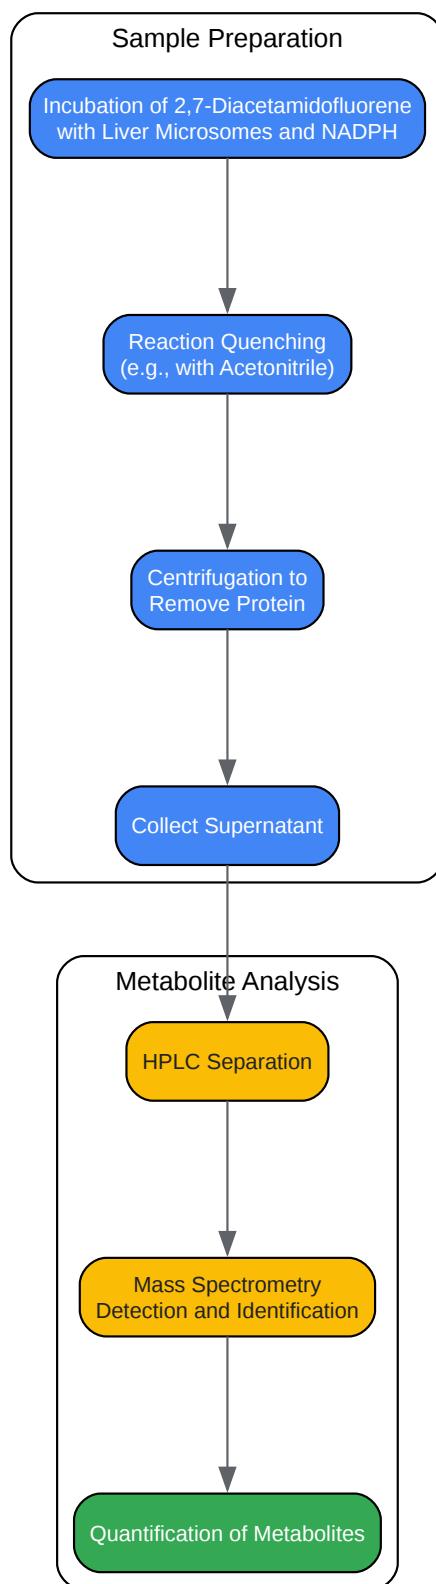 Sample Preparation
Incubation of 2,7-Diacetamidofluorene
with Liver Microsomes and NADPH
Reaction Quenching
(e.g., with Acetonitrile)
Centrifugation to
Remove Protein
Collect Supernatant
Metabolite Analysis
HPLC Separation
Mass Spectrometry
Detection and Identification
Quantification of Metabolites